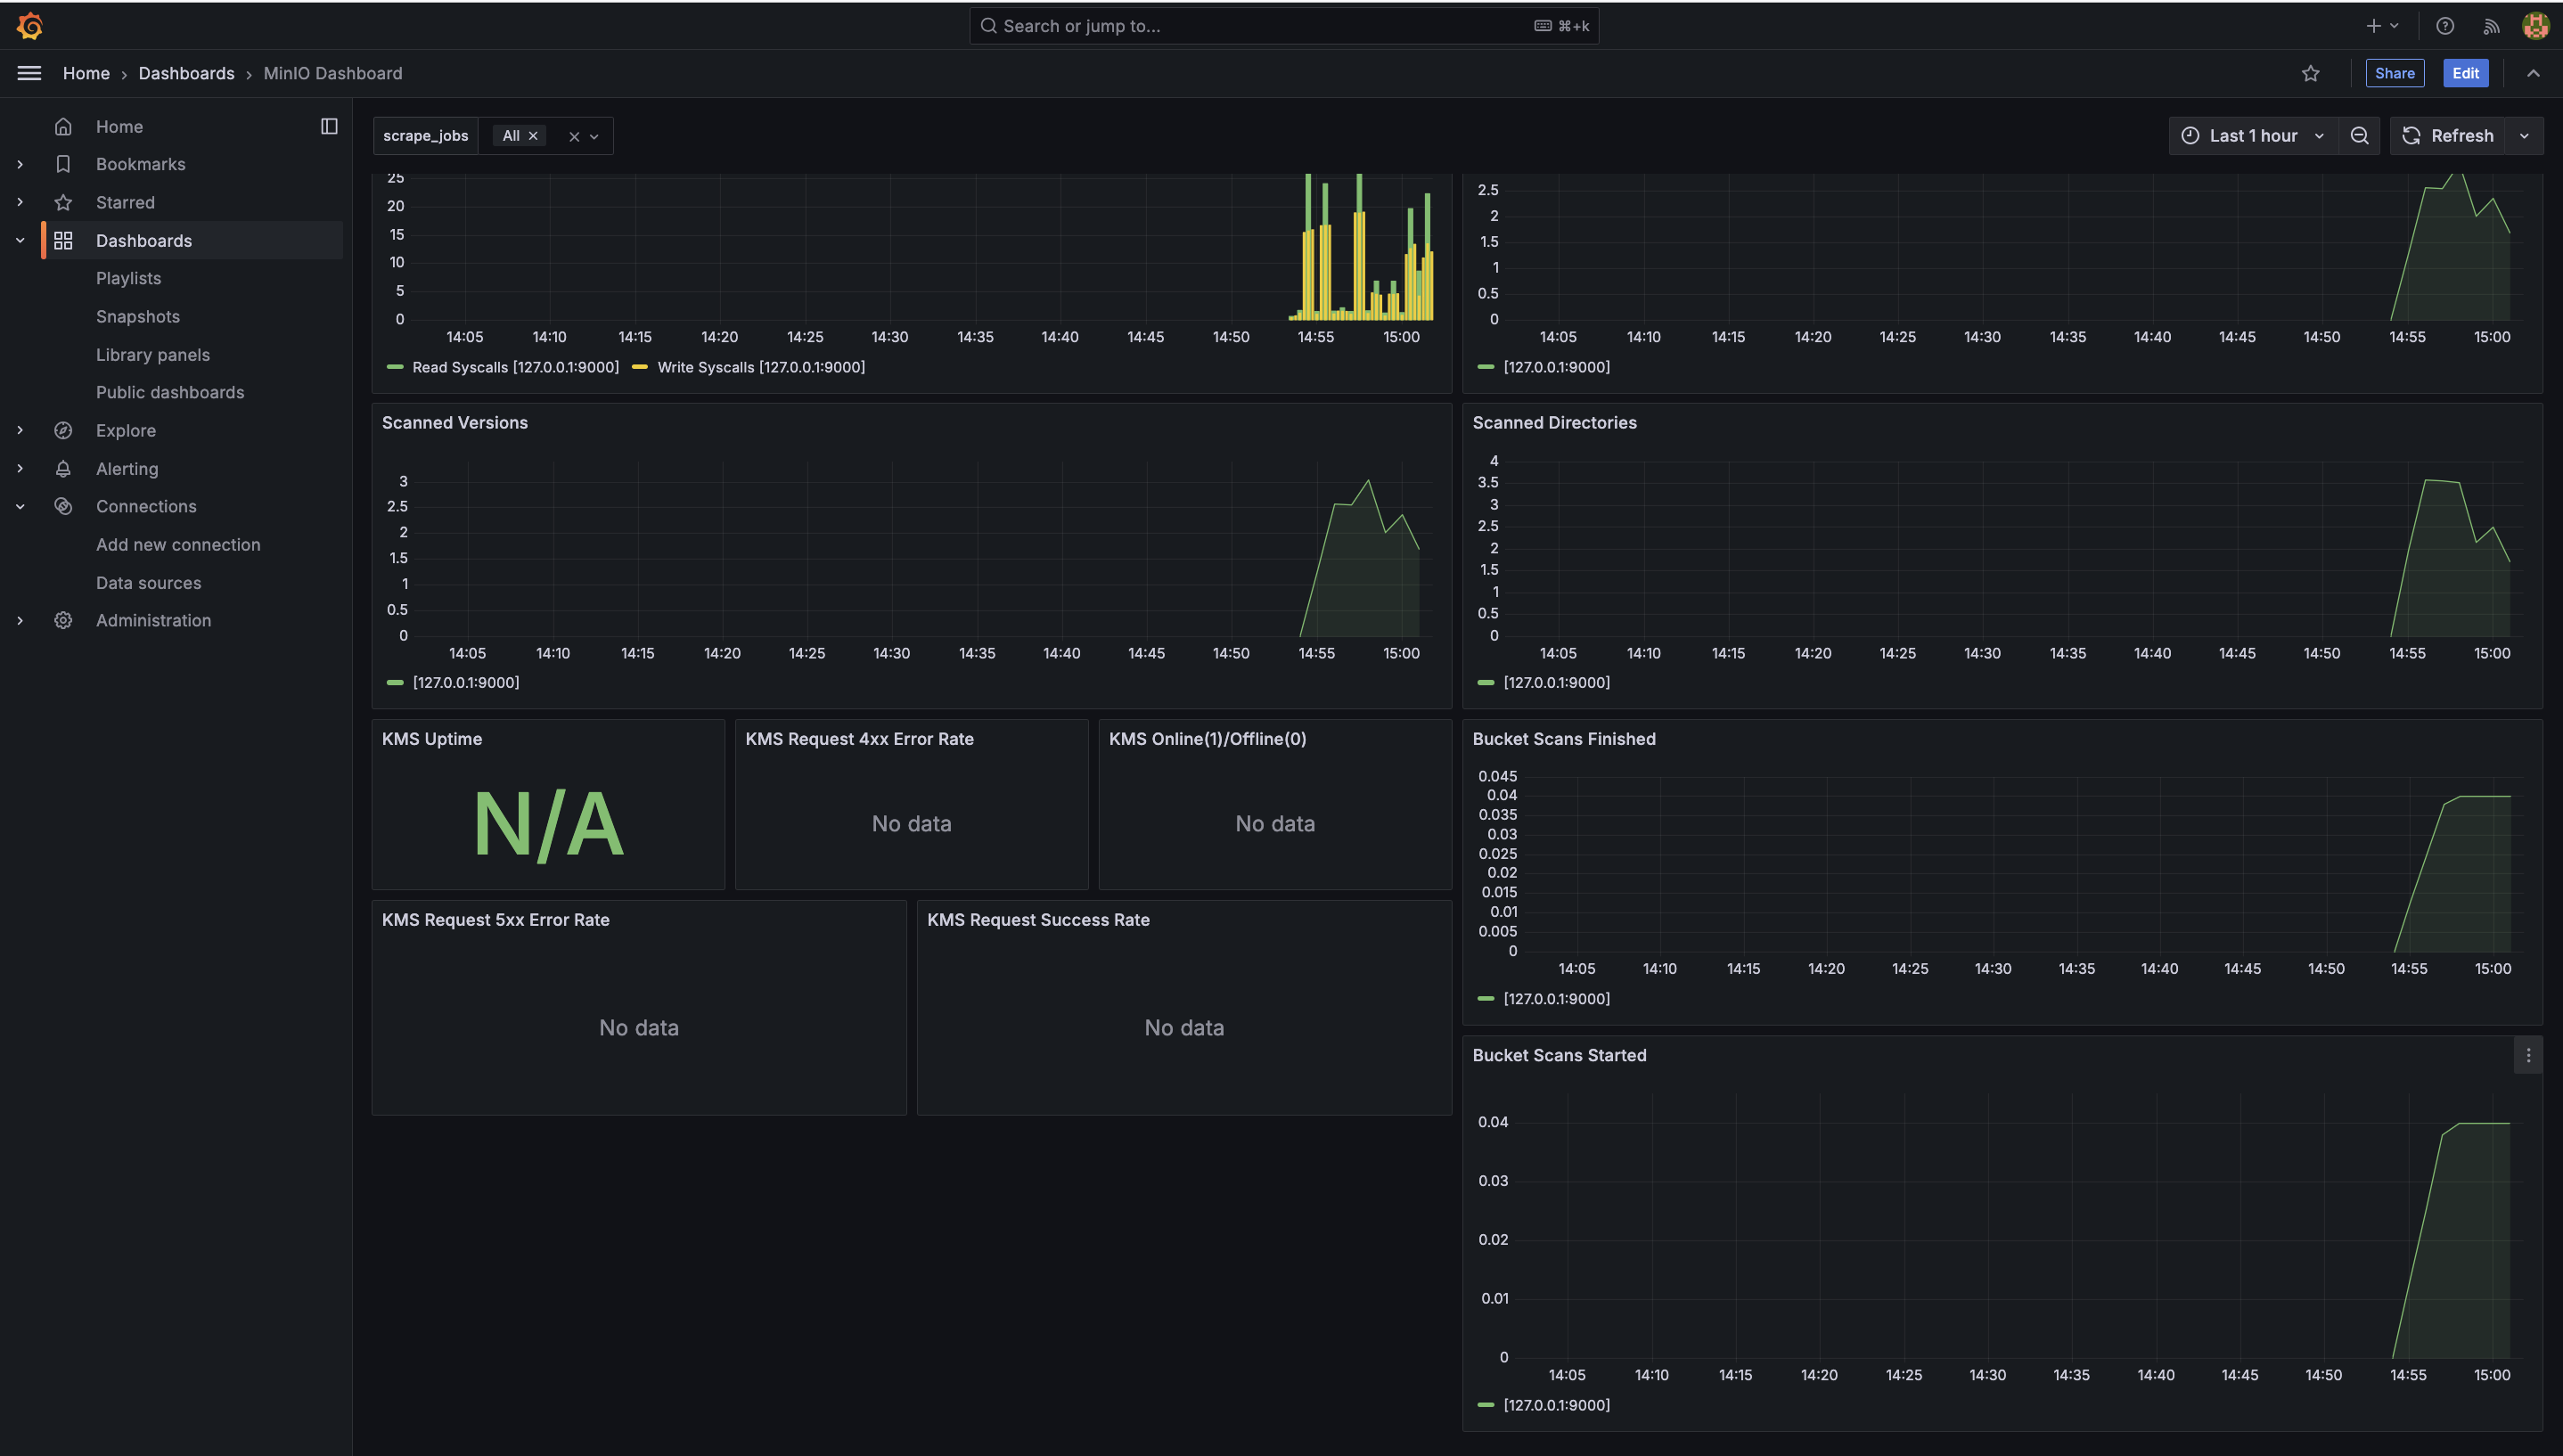 Search or jump to...
⌘+k
Home › Dashboards › MinIO Dashboard
Share
Edit
Home
Bookmarks
Starred
Dashboards
Playlists
Snapshots
Library panels
Public dashboards
Explore
Alerting
Connections
Add new connection
Data sources
Administration
scrape_jobs
All
Last 1 hour
Refresh
25
20
15
10
5
0
14:05 14:10 14:15 14:20 14:25 14:30 14:35 14:40 14:45 14:50 14:55 15:00
Read Syscalls [127.0.0.1:9000] Write Syscalls [127.0.0.1:9000]
2.5
2
1.5
1
0.5
0
14:05 14:10 14:15 14:20 14:25 14:30 14:35 14:40 14:45 14:50 14:55 15:00
[127.0.0.1:9000]
Scanned Versions
3
2.5
2
1.5
1
0.5
0
14:05 14:10 14:15 14:20 14:25 14:30 14:35 14:40 14:45 14:50 14:55 15:00
[127.0.0.1:9000]
Scanned Directories
4
3.5
3
2.5
2
1.5
1
0.5
0
14:05 14:10 14:15 14:20 14:25 14:30 14:35 14:40 14:45 14:50 14:55 15:00
[127.0.0.1:9000]
KMS Uptime
N/A
KMS Request 4xx Error Rate
No data
KMS Online(1)/Offline(0)
No data
KMS Request 5xx Error Rate
No data
KMS Request Success Rate
No data
Bucket Scans Finished
0.045
0.04
0.035
0.03
0.025
0.02
0.015
0.01
0.005
0
14:05 14:10 14:15 14:20 14:25 14:30 14:35 14:40 14:45 14:50 14:55 15:00
[127.0.0.1:9000]
Bucket Scans Started
0.04
0.03
0.02
0.01
0
14:05 14:10 14:15 14:20 14:25 14:30 14:35 14:40 14:45 14:50 14:55 15:00
[127.0.0.1:9000]